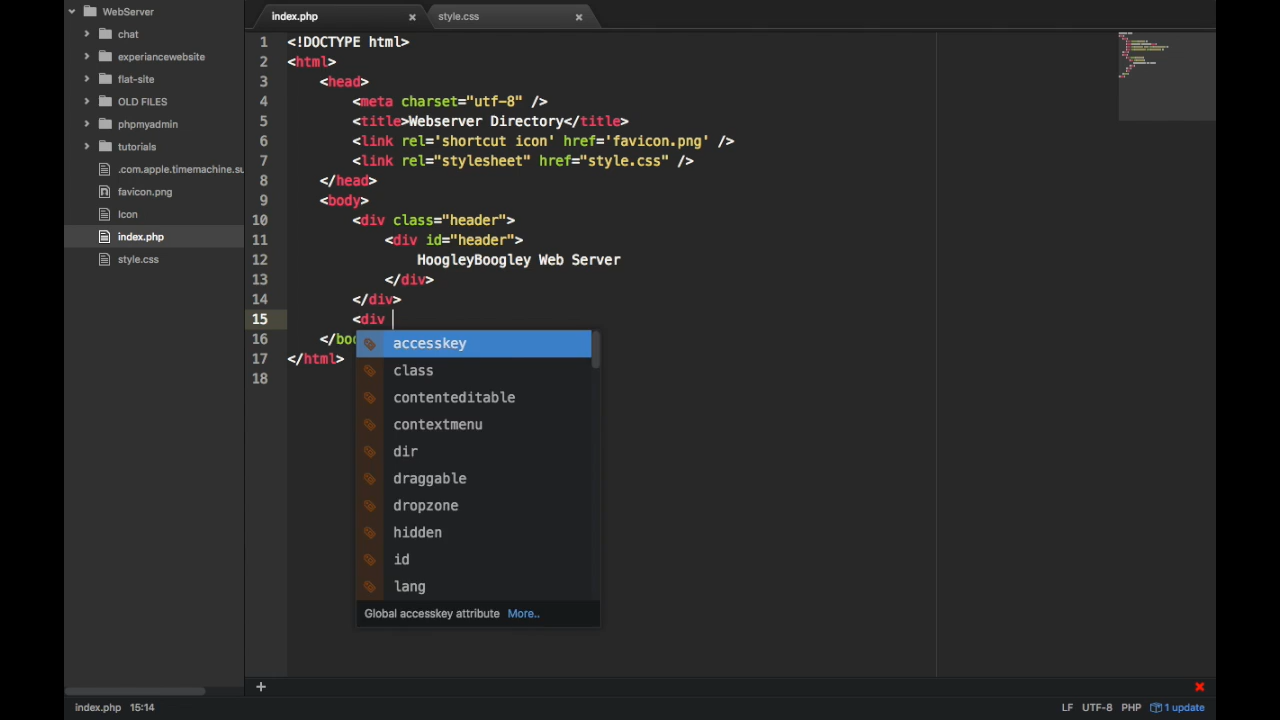 WebServer
chat
experiancewebsite
flat-site
OLD FILES
phpmyadmin
tutorials
.com.apple.timemachine.su
favicon.png
Icon
index.php
style.css
index.php
style.css
1 <!DOCTYPE html>
2 <html>
3 <head>
4 <meta charset="utf-8" />
5 <title>Webserver Directory</title>
6 <link rel='shortcut icon' href='favicon.png' />
7 <link rel="stylesheet" href="style.css" />
8 </head>
9 <body>
10 <div class="header">
11 <div id="header">
12 HoogleyBoogley Web Server
13 </div>
14 </div>
15 <div
16 </boc
17 </html>
18
accesskey
class
contenteditable
contextmenu
dir
draggable
dropzone
hidden
id
lang
Global accesskey attribute More..
+
index.php 15:14
LF UTF-8 PHP 1 update